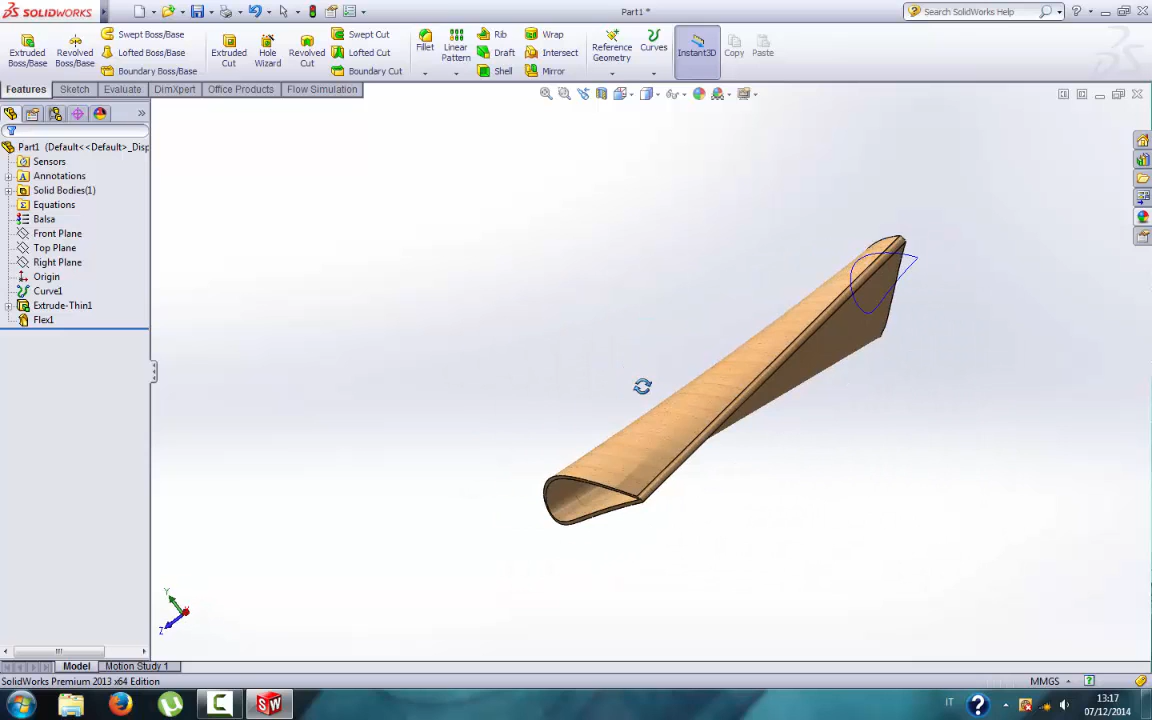 SOLIDWORKS
Part1 *
Search SolidWorks Help
Extruded Boss/Base
Revolved Boss/Base
Swept Boss/Base
Lofted Boss/Base
Boundary Boss/Base
Extruded Cut
Hole Wizard
Revolved Cut
Swept Cut
Lofted Cut
Boundary Cut
Fillet
Linear Pattern
Rib
Draft
Shell
Wrap
Intersect
Mirror
Reference Geometry
Curves
Instant3D
Copy
Paste
Features
Sketch
Evaluate
DimXpert
Office Products
Flow Simulation
Part1 (Default<<Default>_Disp
Sensors
Annotations
Solid Bodies(1)
Equations
Balsa
Front Plane
Top Plane
Right Plane
Origin
Curve1
Extrude-Thin1
Flex1
Y
Z
Model
Motion Study 1
SolidWorks Premium 2013 x64 Edition
MMGS
IT
13:17
07/12/2014